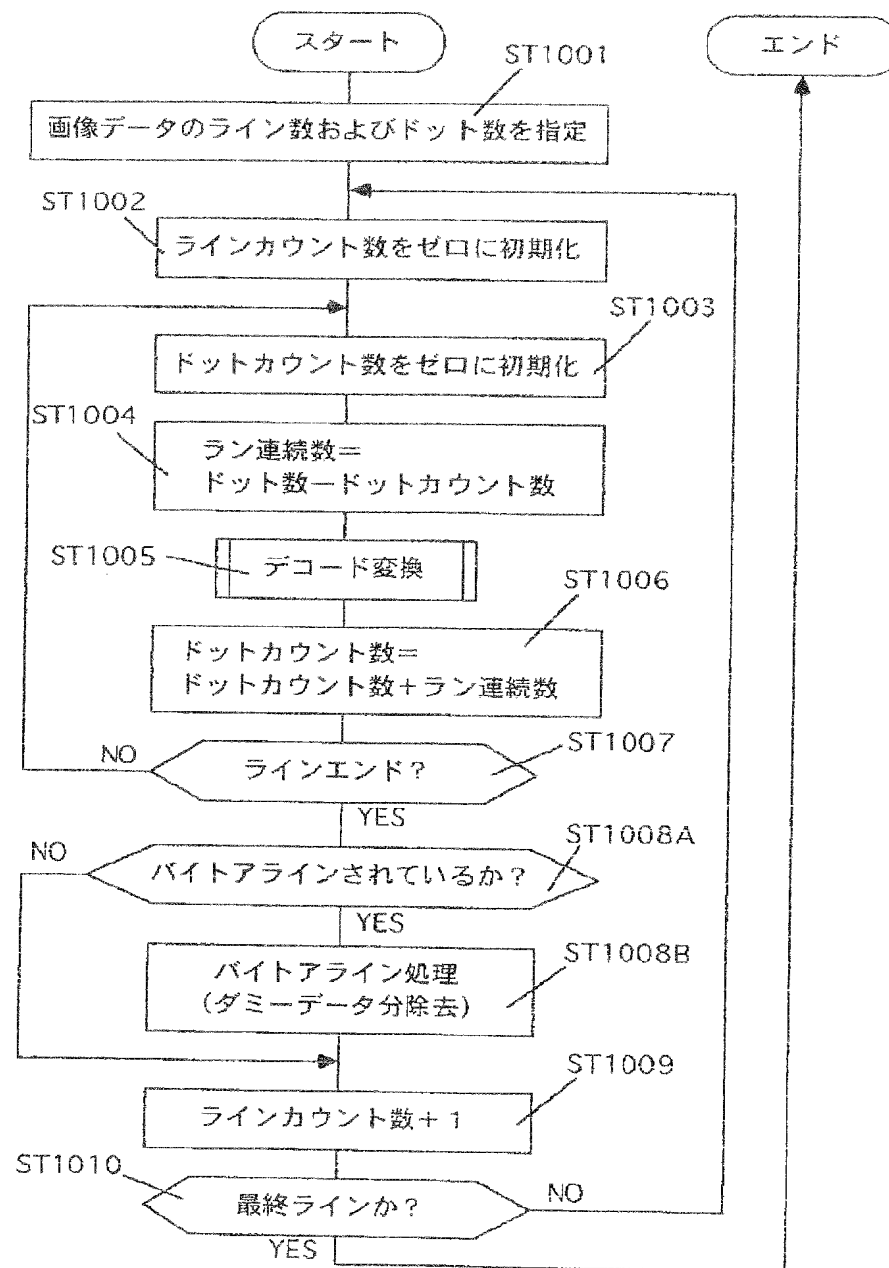 スタート
エンド
ST1001
画像データのライン数およびドット数を指定
ST1002
ラインカウント数をゼロに初期化
ST1003
ドットカウント数をゼロに初期化
ST1004
ラン連続数＝
ドット数－ドットカウント数
ST1005
デコード変換
ST1006
ドットカウント数＝
ドットカウント数＋ラン連続数
ST1007
NO
ラインエンド？
YES
ST1008A
NO
バイトアラインされているか？
YES
ST1008B
バイトアライン処理
（ダミーデータ分除去）
ST1009
ラインカウント数＋1
ST1010
最終ラインか？
NO
YES